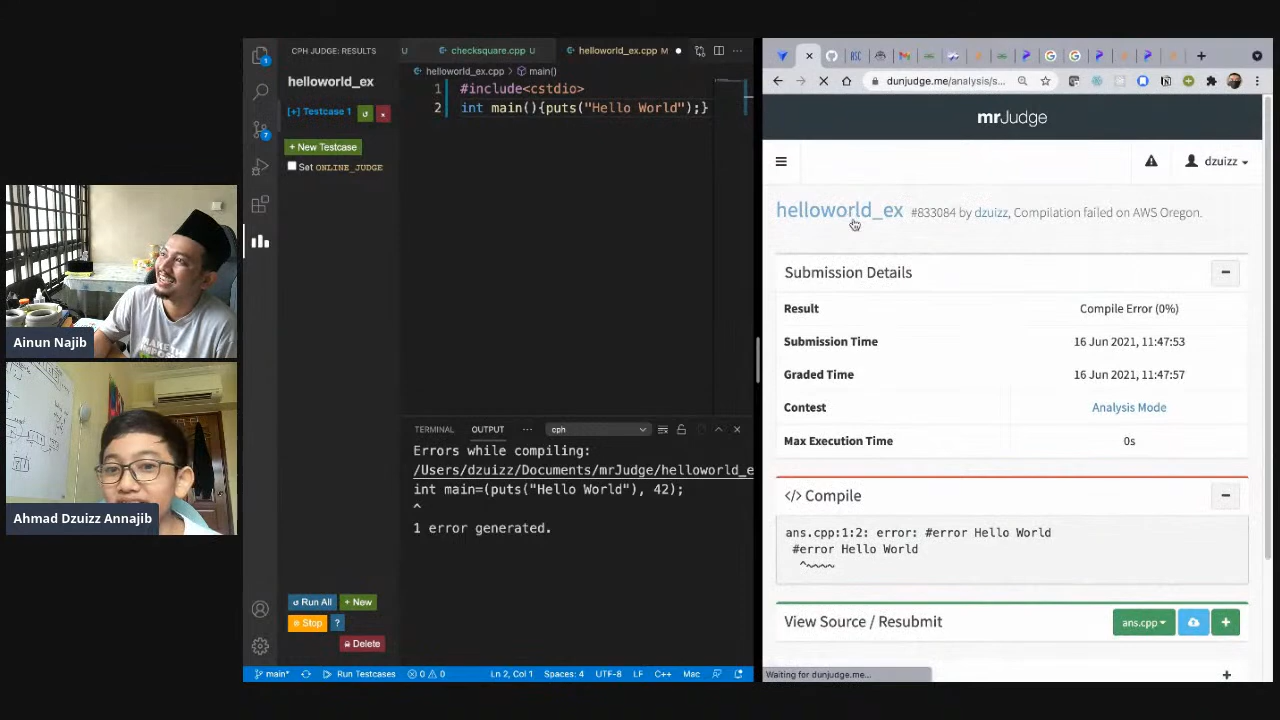 Ainun Najib
Ahmad Dzuizz Annajib
CPH JUDGE: RESULTS
helloworld_ex
[+] Testcase 1
+ New Testcase
Set ONLINE_JUDGE
Run All
+ New
Stop
?
Delete
U
checksquare.cpp U
helloworld_ex.cpp M
helloworld_ex.cpp > main()
1 #include<cstdio>
2 int main(){puts("Hello World");}
TERMINAL
OUTPUT
cph
Errors while compiling:
/Users/dzuizz/Documents/mrJudge/helloworld_e
int main=(puts("Hello World"), 42);
^
1 error generated.
main*
Run Testcases
0 0
Ln 2, Col 1
Spaces: 4
UTF-8
LF
C++
Mac
dunjudge.me/analysis/s...
mrJudge
dzuizz
helloworld_ex #833084 by dzuizz, Compilation failed on AWS Oregon.
Submission Details
Result Compile Error (0%)
Submission Time 16 Jun 2021, 11:47:53
Graded Time 16 Jun 2021, 11:47:57
Contest Analysis Mode
Max Execution Time 0s
</> Compile
ans.cpp:1:2: error: #error Hello World
#error Hello World
^~~~~
View Source / Resubmit
ans.cpp
Waiting for dunjudge.me...